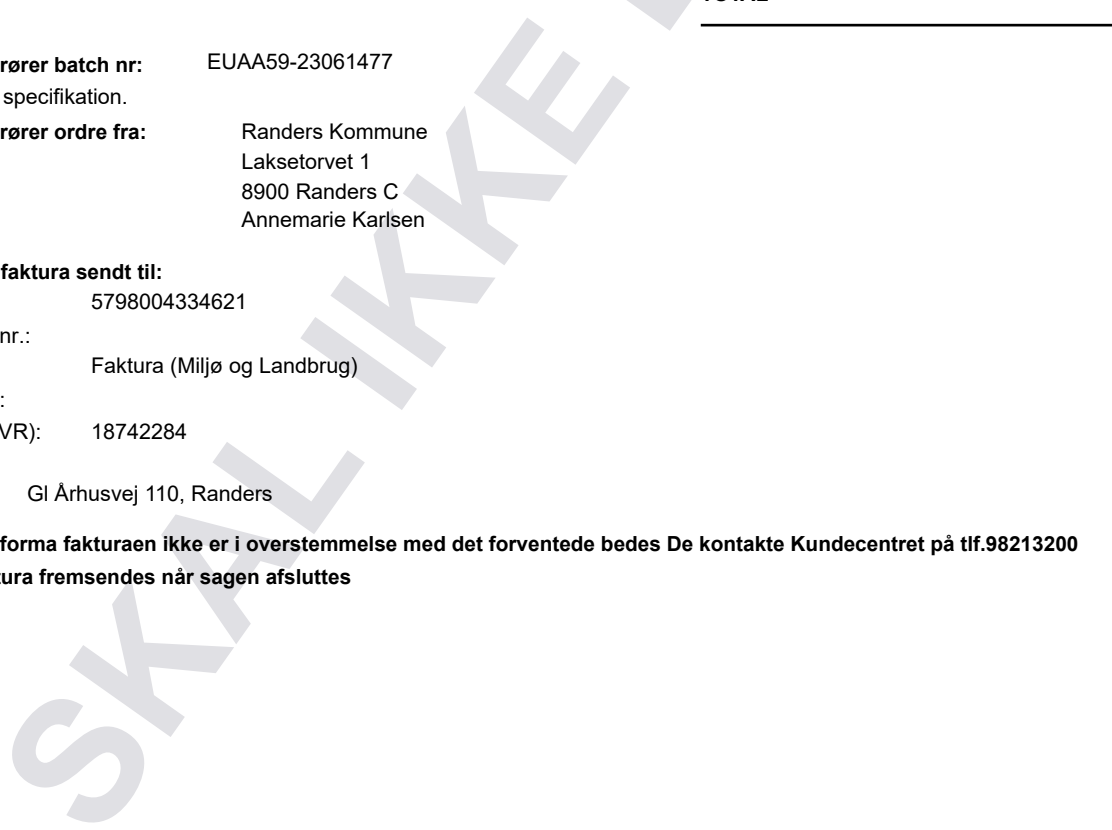 rører batch nr: EUAA59-23061477
specifikation.
rører ordre fra: Randers Kommune
Laksetorvet 1
8900 Randers C
Annemarie Karlsen
faktura sendt til:
5798004334621
nr.:
Faktura (Miljø og Landbrug)
:
VR): 18742284
Gl Århusvej 110, Randers
forma fakturaen ikke er i overstemmelse med det forventede bedes De kontakte Kundecentret på tlf.98213200
tura fremsendes når sagen afsluttes
SKAL IKKE